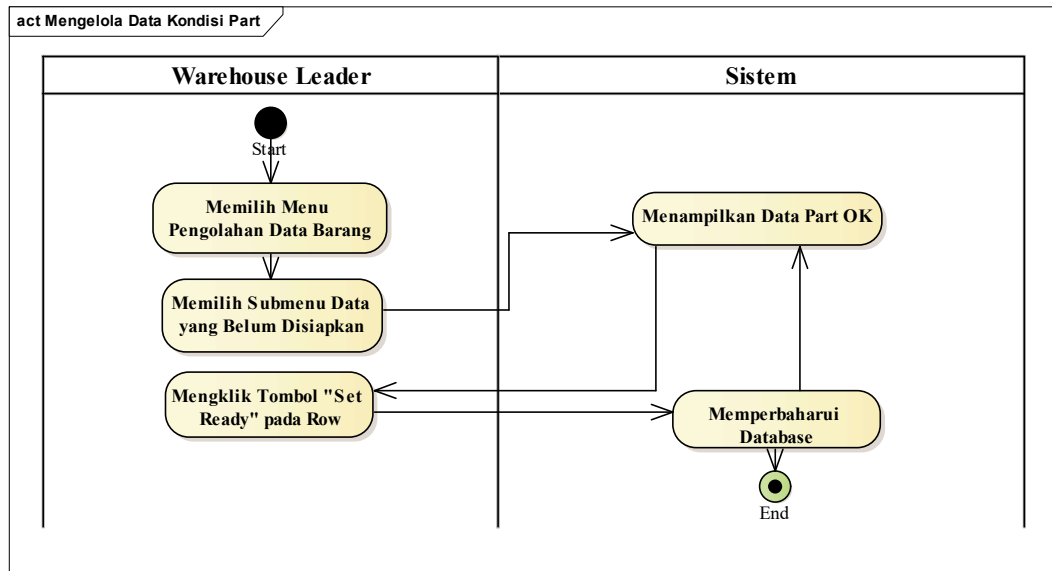 act Mengelola Data Kondisi Part
Warehouse Leader
Sistem
Start
Memilih Menu
Pengolahan Data Barang
Menampilkan Data Part OK
Memilih Submenu Data
yang Belum Disiapkan
Mengklik Tombol "Set
Ready" pada Row
Memperbaharui
Database
End